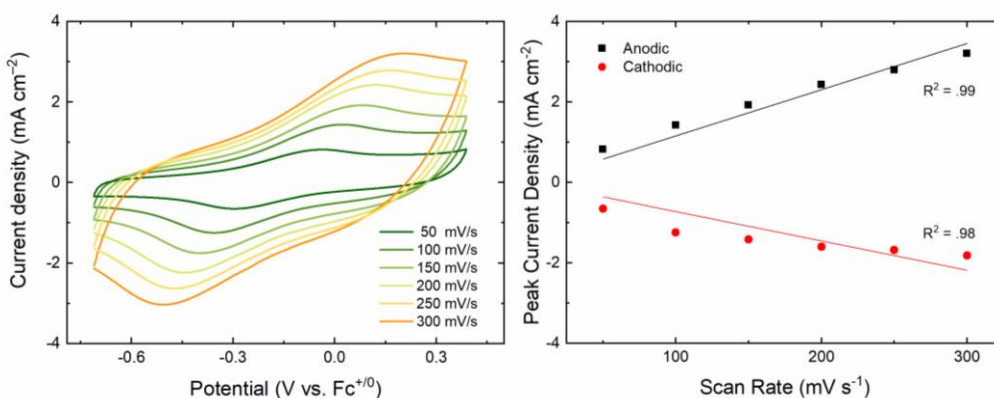 4
2
0
-2
-4
Current density (mA cm⁻²)
-0.6 -0.3 0.0 0.3
Potential (V vs. Fc⁺/⁰)
50 mV/s
100 mV/s
150 mV/s
200 mV/s
250 mV/s
300 mV/s
4
2
0
-2
-4
Peak Current Density (mA cm⁻²)
Anodic
Cathodic
R² = .99
R² = .98
100 200 300
Scan Rate (mV s⁻¹)